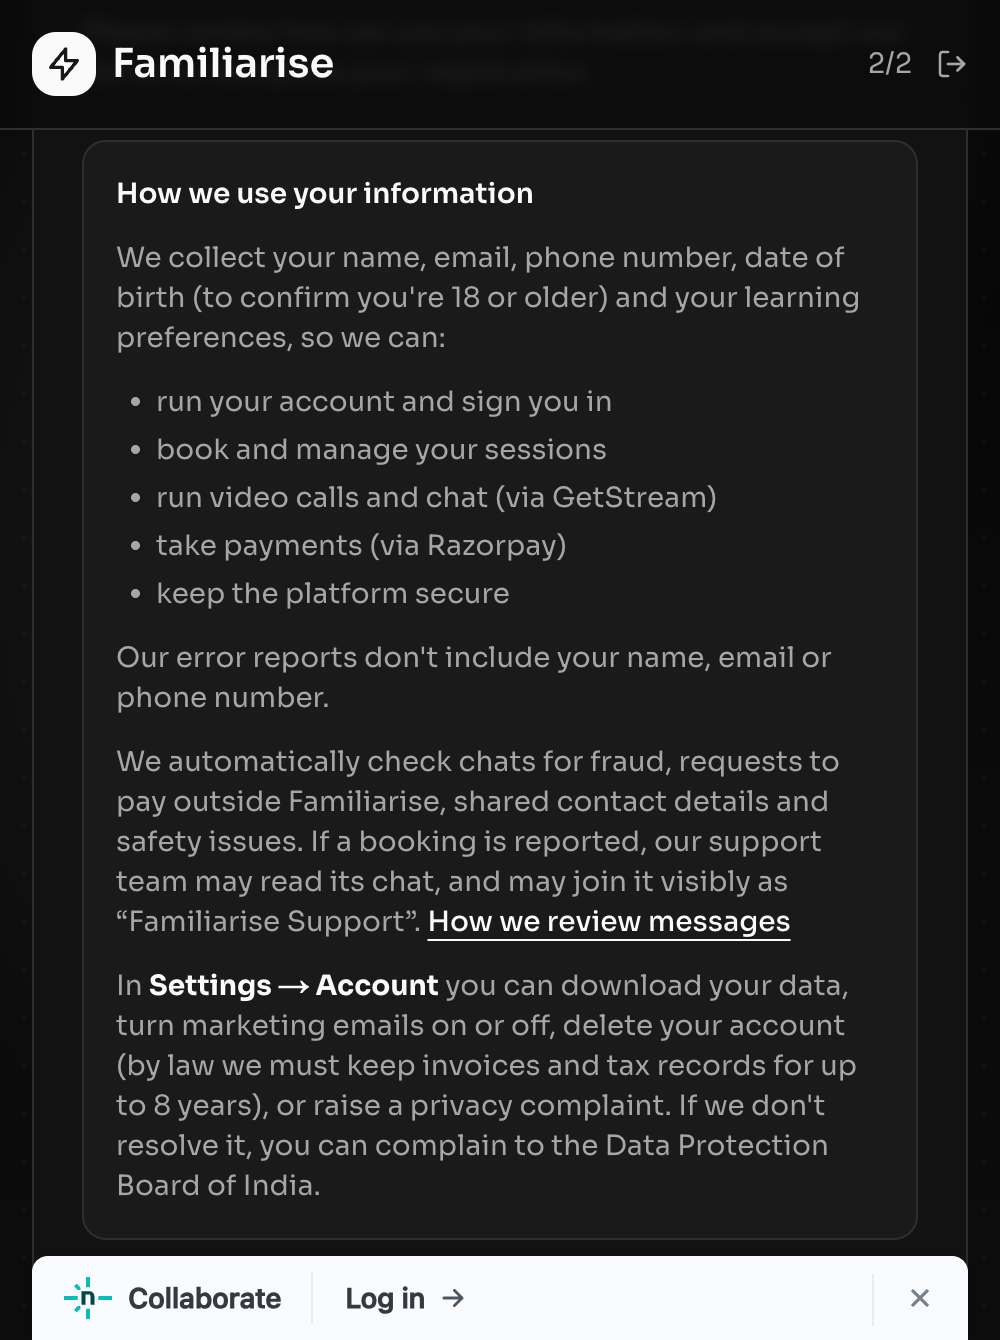 Familiarise
2/2
How we use your information
We collect your name, email, phone number, date of
birth (to confirm you're 18 or older) and your learning
preferences, so we can:
• run your account and sign you in
• book and manage your sessions
• run video calls and chat (via GetStream)
• take payments (via Razorpay)
• keep the platform secure
Our error reports don't include your name, email or
phone number.
We automatically check chats for fraud, requests to
pay outside Familiarise, shared contact details and
safety issues. If a booking is reported, our support
team may read its chat, and may join it visibly as
“Familiarise Support”. How we review messages
In Settings → Account you can download your data,
turn marketing emails on or off, delete your account
(by law we must keep invoices and tax records for up
to 8 years), or raise a privacy complaint. If we don't
resolve it, you can complain to the Data Protection
Board of India.
n Collaborate
Log in →